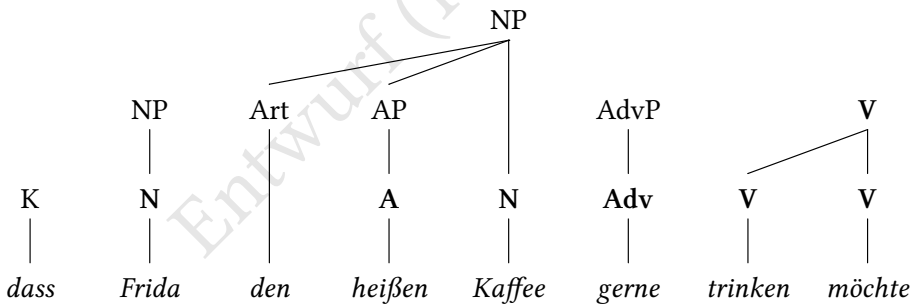 NP
NP Art AP AdvP V
K N A N Adv V V
dass Frida den heißen Kaffee gerne trinken möchte
Entwurf (